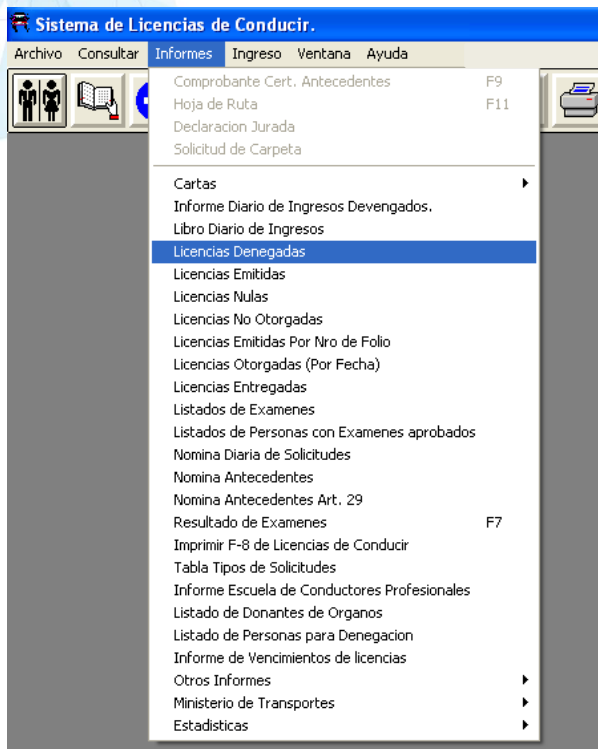 Sistema de Licencias de Conducir.
Archivo Consultar Informes Ingreso Ventana Ayuda
Comprobante Cert. Antecedentes F9
Hoja de Ruta F11
Declaracion Jurada
Solicitud de Carpeta
Cartas
Informe Diario de Ingresos Devengados.
Libro Diario de Ingresos
Licencias Denegadas
Licencias Emitidas
Licencias Nulas
Licencias No Otorgadas
Licencias Emitidas Por Nro de Folio
Licencias Otorgadas (Por Fecha)
Licencias Entregadas
Listados de Examenes
Listados de Personas con Examenes aprobados
Nomina Diaria de Solicitudes
Nomina Antecedentes
Nomina Antecedentes Art. 29
Resultado de Examenes F7
Imprimir F-8 de Licencias de Conducir
Tabla Tipos de Solicitudes
Informe Escuela de Conductores Profesionales
Listado de Donantes de Organos
Listado de Personas para Denegacion
Informe de Vencimientos de licencias
Otros Informes
Ministerio de Transportes
Estadisticas